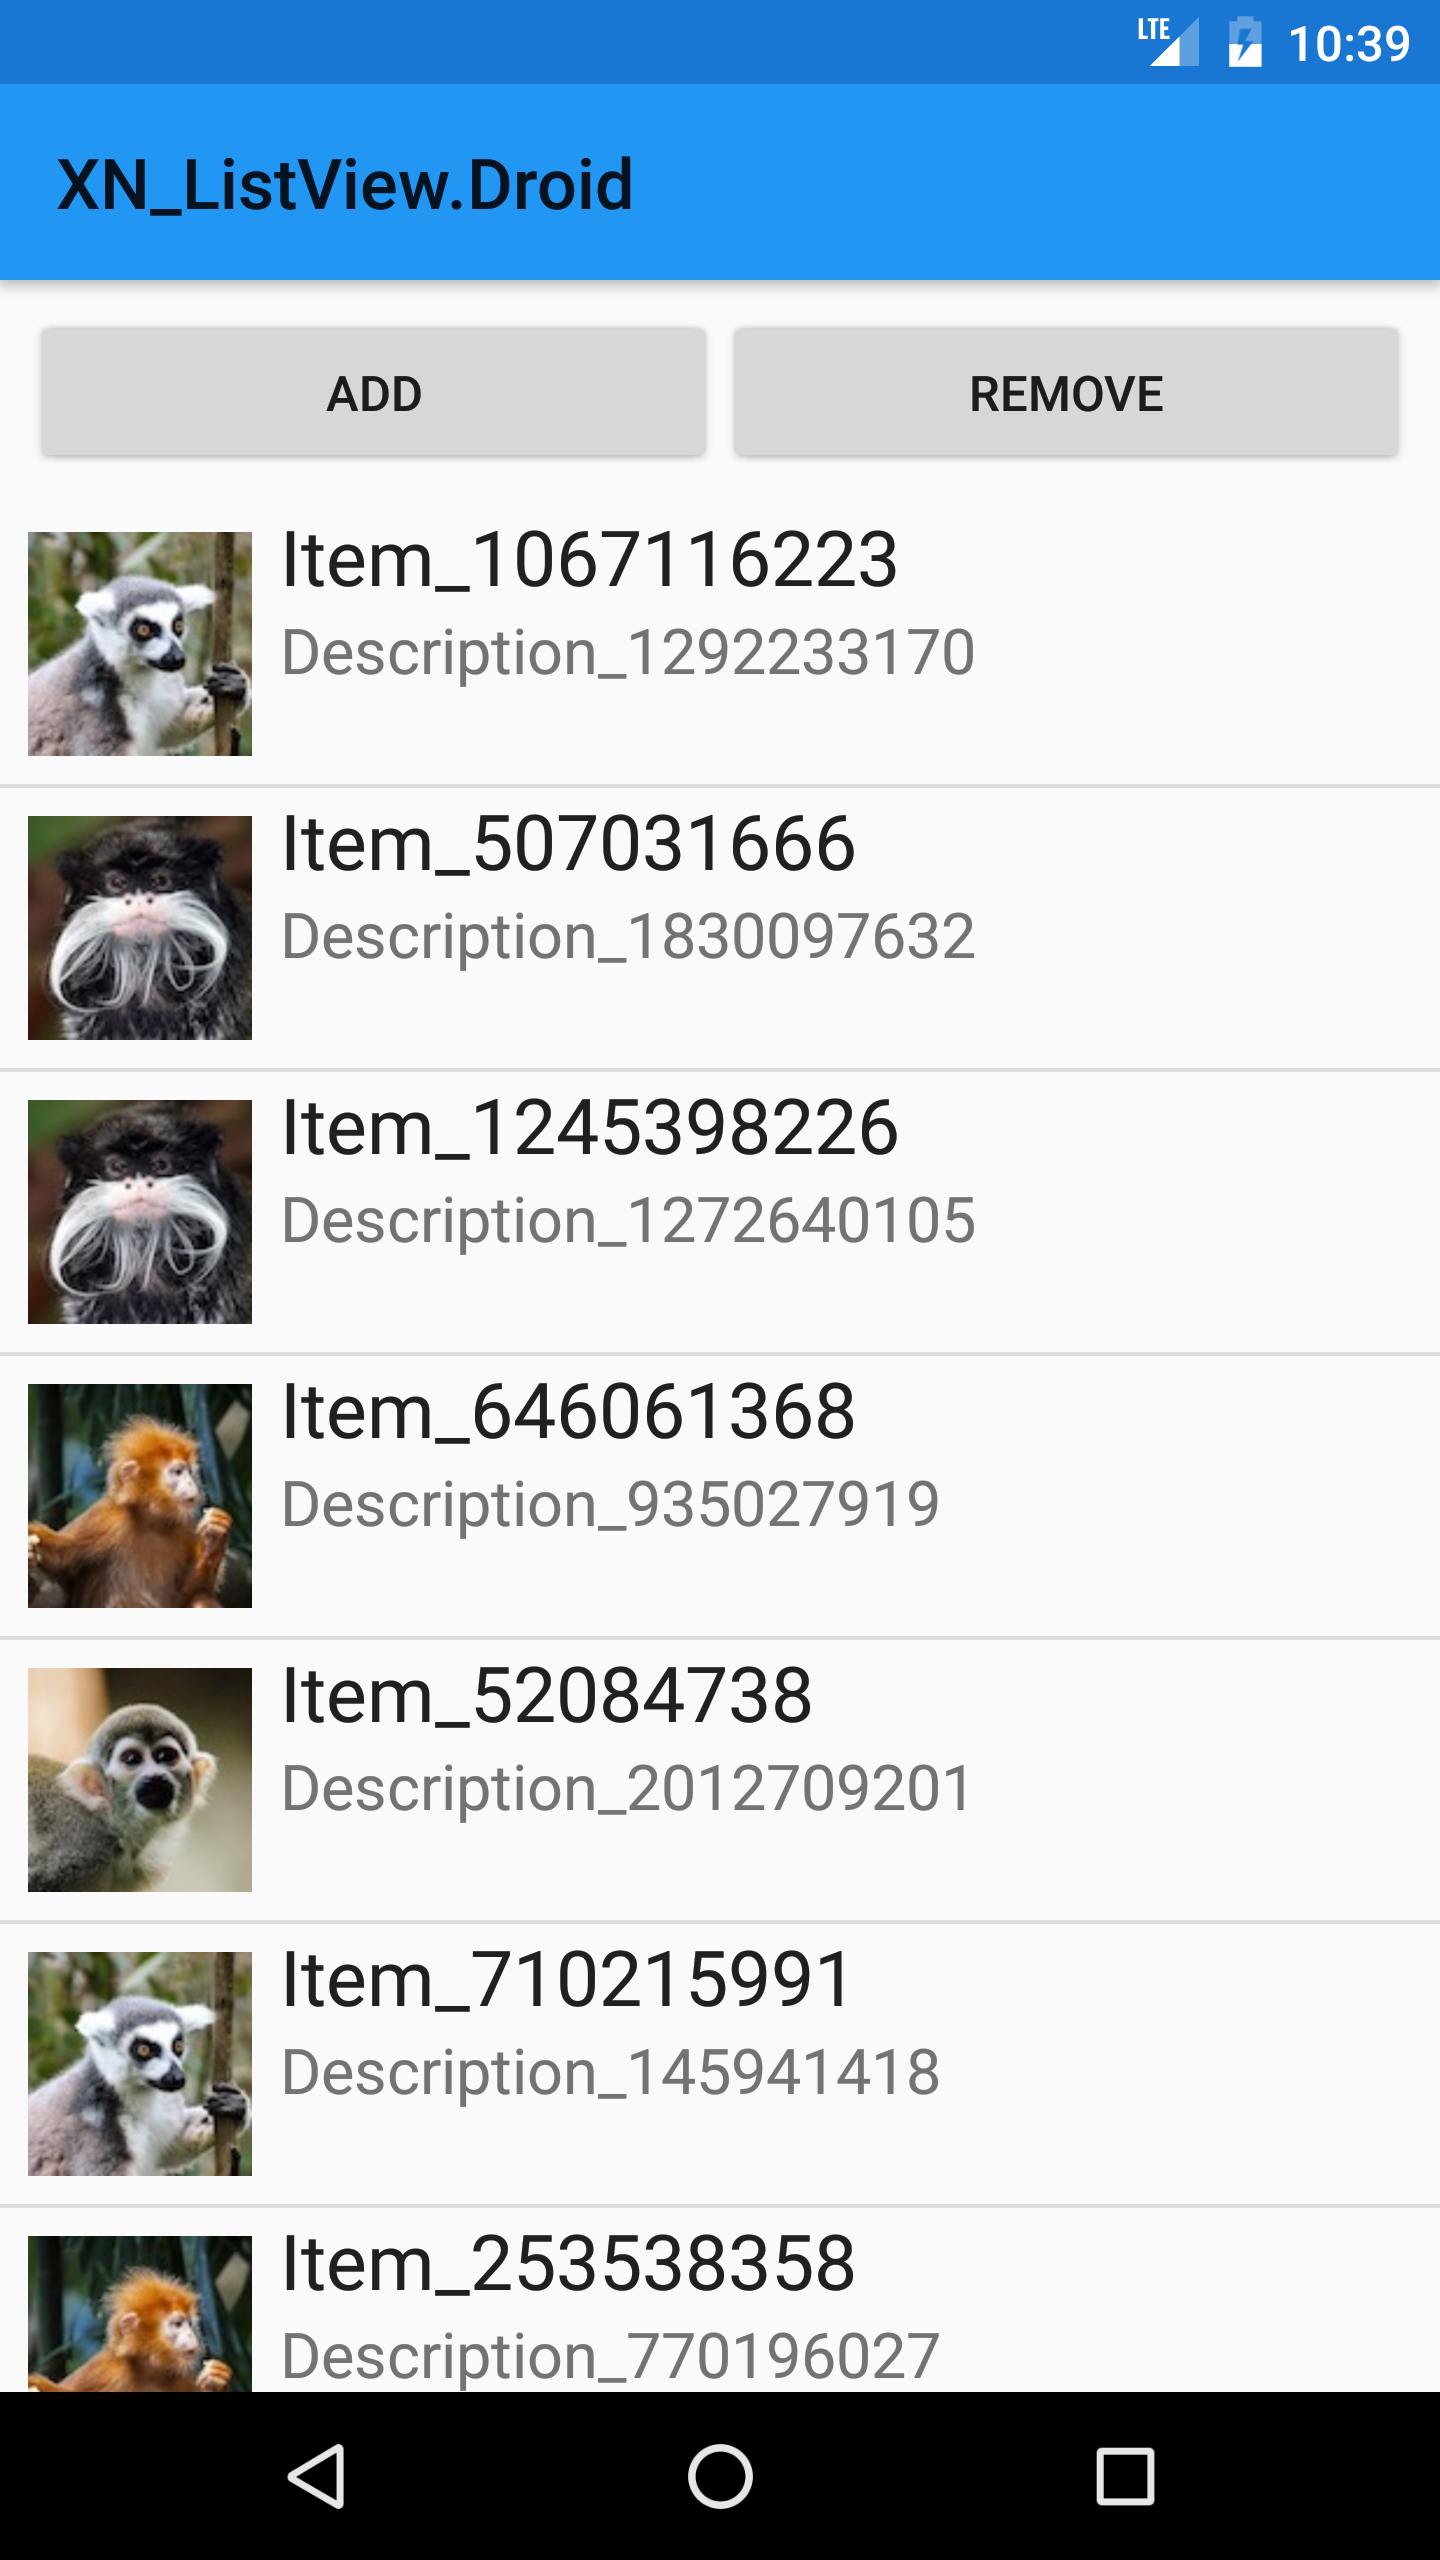 LTE 10:39
XN_ListView.Droid
ADD REMOVE
Item_1067116223
Description_1292233170
Item_507031666
Description_1830097632
Item_1245398226
Description_1272640105
Item_646061368
Description_935027919
Item_52084738
Description_2012709201
Item_710215991
Description_145941418
Item_253538358
Description_770196027